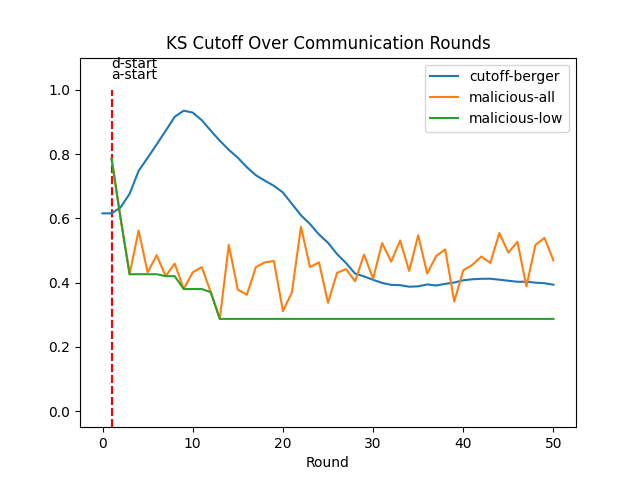 KS Cutoff Over Communication Rounds
d-start
a-start
cutoff-berger
malicious-all
malicious-low
1.0
0.8
0.6
0.4
0.2
0.0
0 10 20 30 40 50
Round